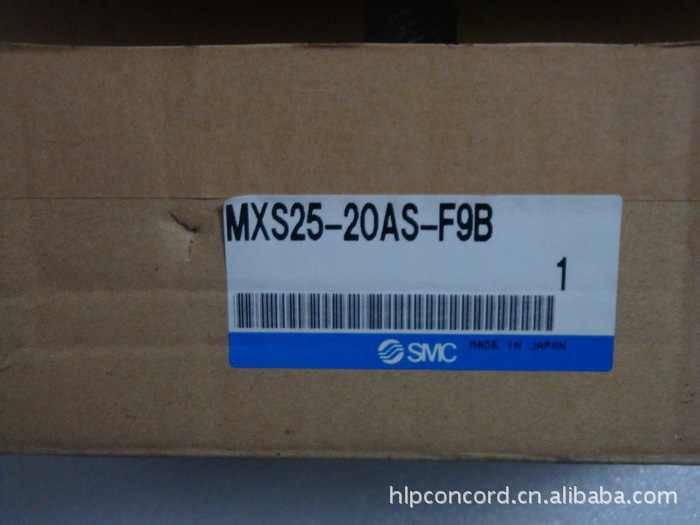 MXS25-20AS-F9B
1
SMC MADE IN JAPAN
hlpconcord.cn.alibaba.com